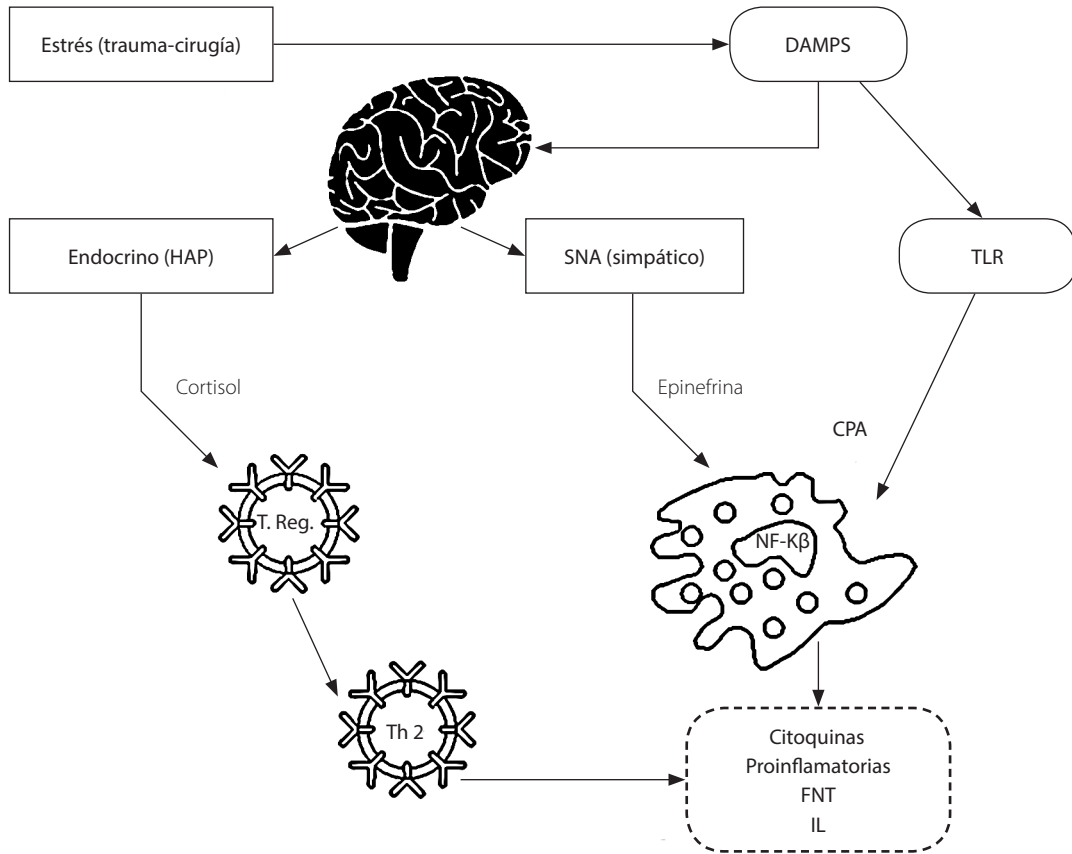 Estrés (trauma-cirugía)
DAMPS
Endocrino (HAP)
SNA (simpático)
TLR
Cortisol
Epinefrina
CPA
T. Reg.
NF-Kβ
Th 2
Citoquinas
Proinflamatorias
FNT
IL